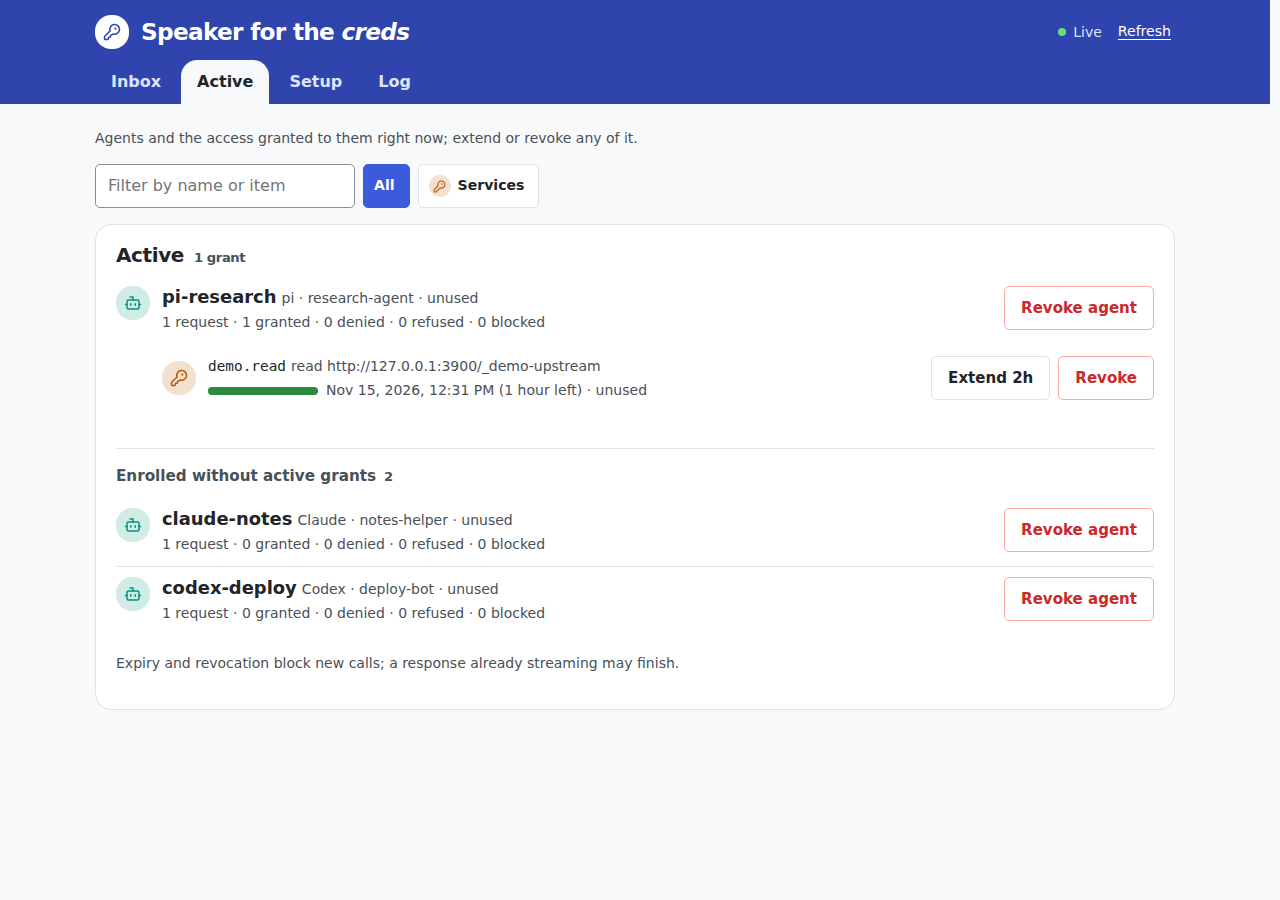 Speaker for the creds
Live Refresh
Inbox Active Setup Log
Agents and the access granted to them right now; extend or revoke any of it.
Filter by name or item All Services
Active 1 grant
pi-research pi · research-agent · unused
1 request · 1 granted · 0 denied · 0 refused · 0 blocked
Revoke agent
demo.read read http://127.0.0.1:3900/_demo-upstream
Nov 15, 2026, 12:31 PM (1 hour left) · unused
Extend 2h Revoke
Enrolled without active grants 2
claude-notes Claude · notes-helper · unused
1 request · 0 granted · 0 denied · 0 refused · 0 blocked
Revoke agent
codex-deploy Codex · deploy-bot · unused
1 request · 0 granted · 0 denied · 0 refused · 0 blocked
Revoke agent
Expiry and revocation block new calls; a response already streaming may finish.